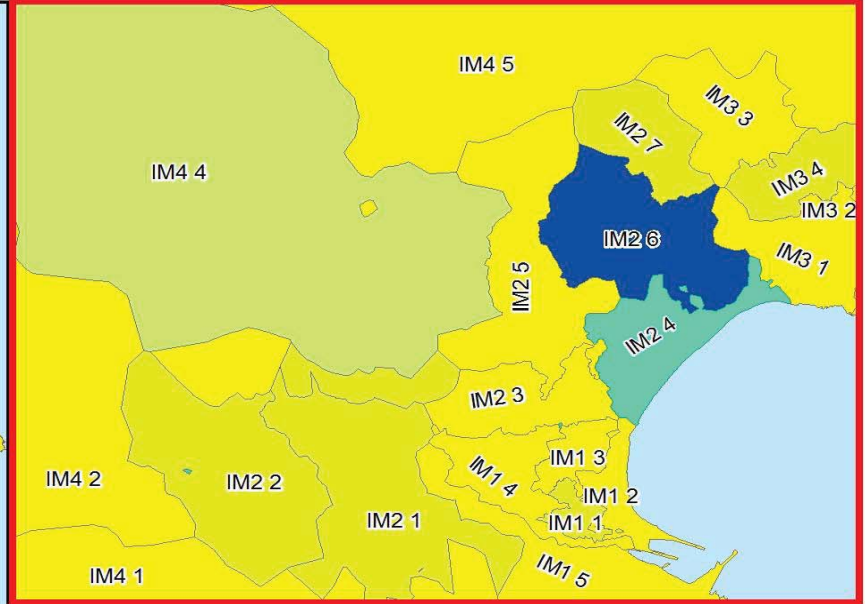 IM4 5
IM3 3
IM2 7
IM4 4
IM3 4
IM3 2
IM2 6
IM3 1
IM2 5
IM2 4
IM2 3
IM1 3
IM4 2
IM2 2
IM1 4
IM1 2
IM2 1
IM1 1
IM4 1
IM1 5